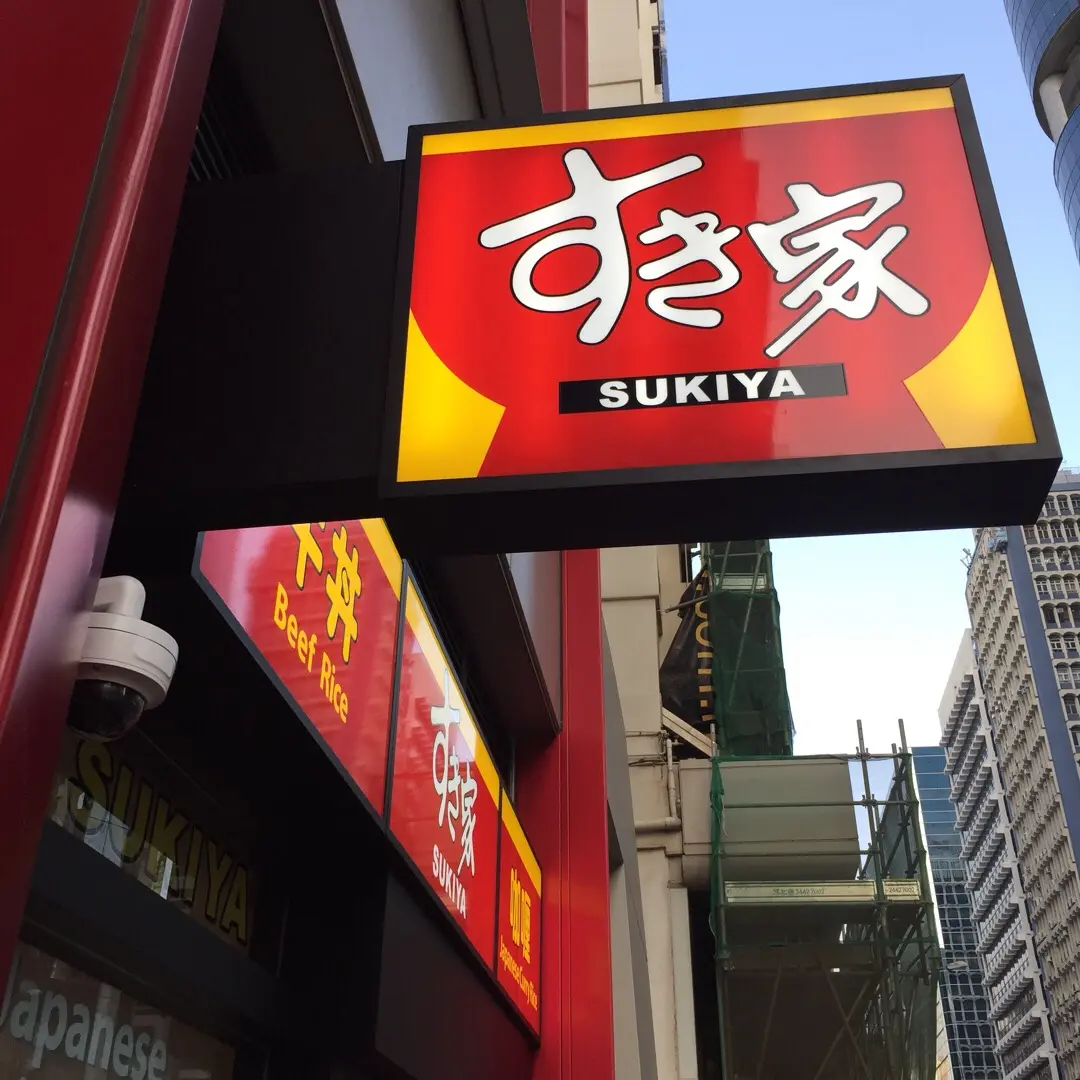 すき家
SUKIYA
牛丼
Beef Rice
すき家
SUKIYA
咖喱
Japanese Curry Rice
SUKIYA
Japanese